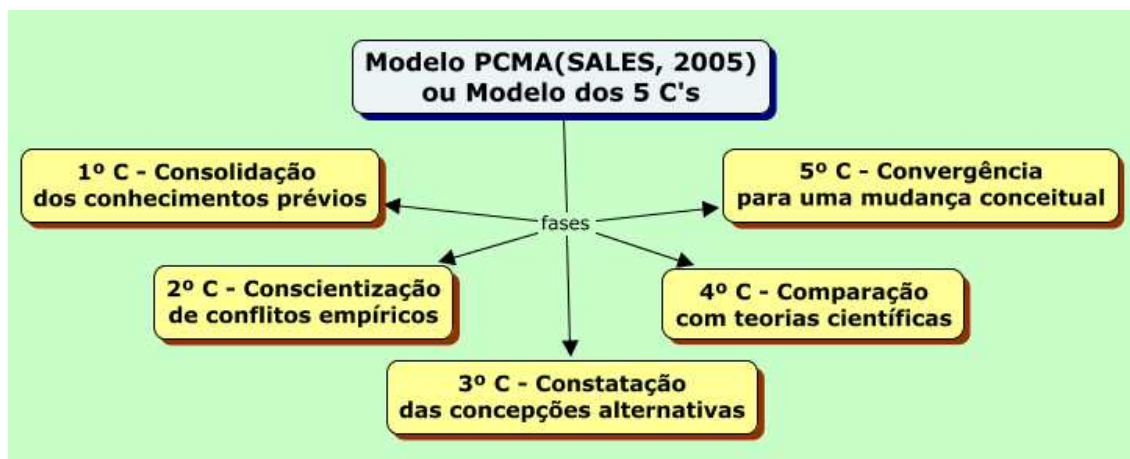 Modelo PCMA(SALES, 2005)
ou Modelo dos 5 C's
1º C - Consolidação
dos conhecimentos prévios
5º C - Convergência
para uma mudança conceitual
fases
2º C - Conscientização
de conflitos empíricos
4º C - Comparação
com teorias científicas
3º C - Constatação
das concepções alternativas